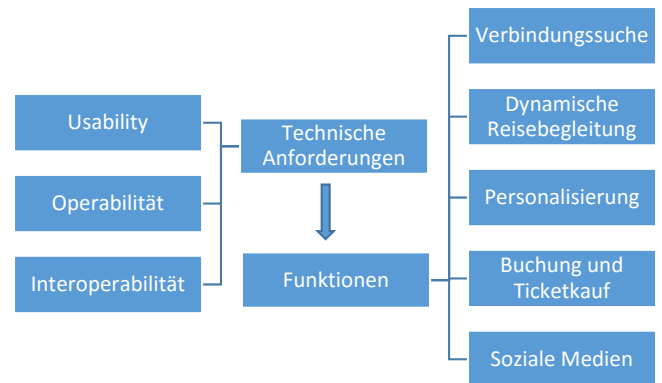 Usability
Operabilität
Interoperabilität
Technische
Anforderungen
Funktionen
Verbindungssuche
Dynamische
Reisebegleitung
Personalisierung
Buchung und
Ticketkauf
Soziale Medien